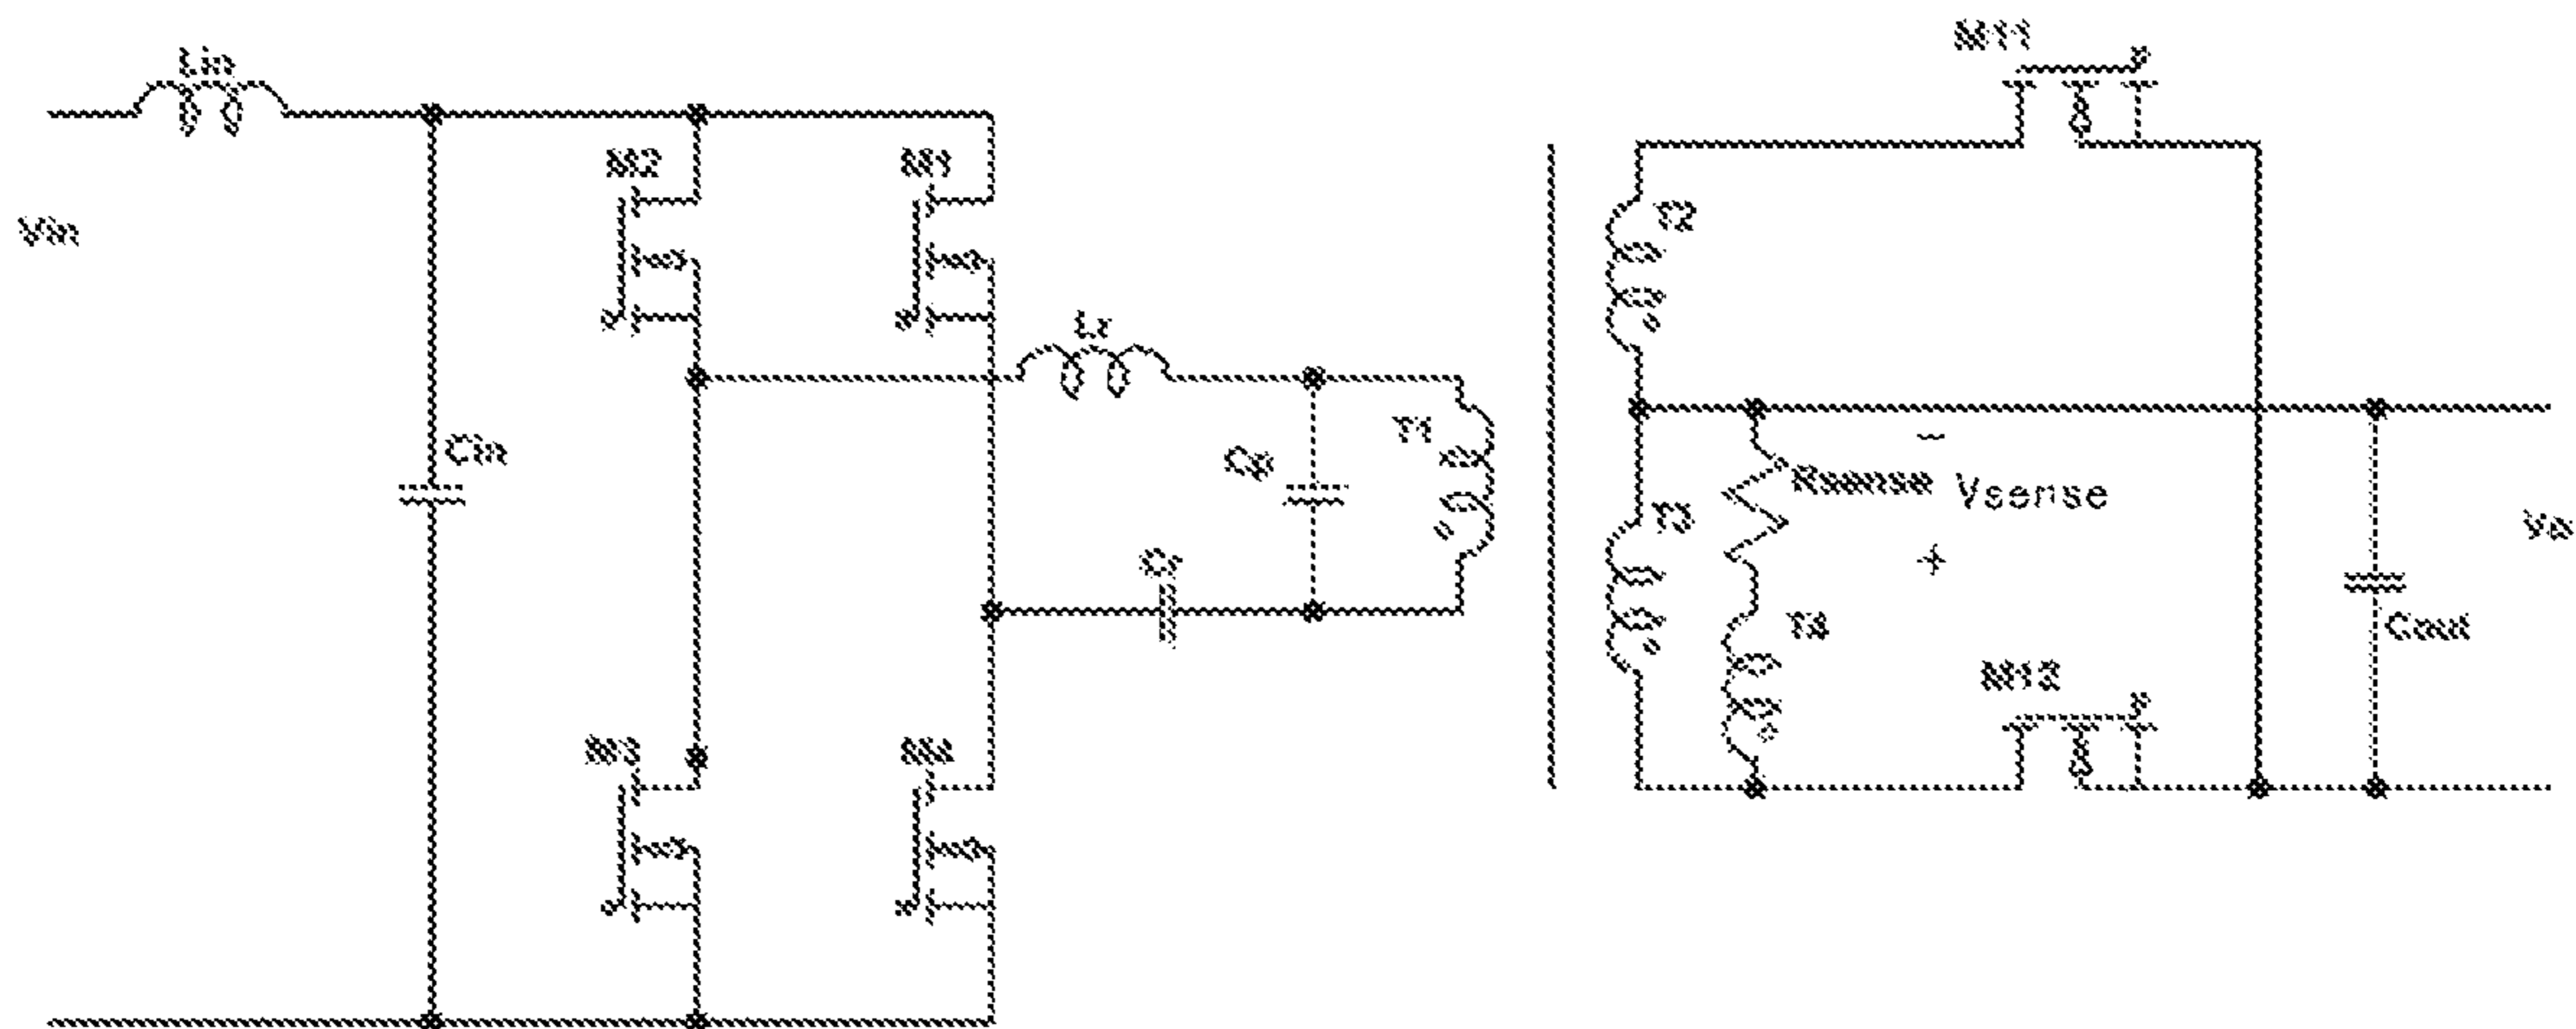 M11
Lin
M2
M1
Vin
T2
Lr
T1
Cin
Cp
Rsense
Vsense
-
+
T3
Vo
Cr
T4
Cout
M12
M3
M4